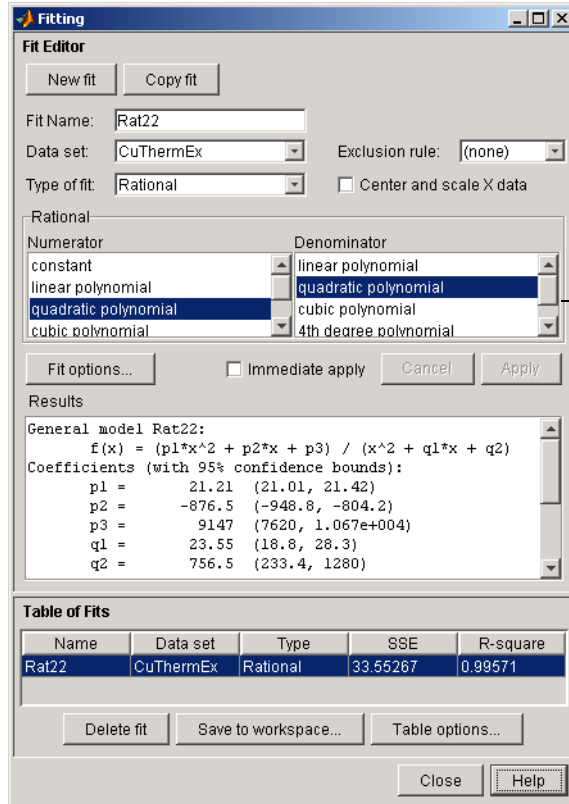 Fitting
Fit Editor
New fit Copy fit
Fit Name: Rat22
Data set: CuThermEx Exclusion rule: (none)
Type of fit: Rational Center and scale X data
Rational
Numerator Denominator
constant linear polynomial
linear polynomial quadratic polynomial
quadratic polynomial cubic polynomial
cubic polynomial 4th degree polynomial
Fit options... Immediate apply Cancel Apply
Results
General model Rat22:
f(x) = (p1*x^2 + p2*x + p3) / (x^2 + q1*x + q2)
Coefficients (with 95% confidence bounds):
p1 = 21.21 (21.01, 21.42)
p2 = -876.5 (-948.8, -804.2)
p3 = 9147 (7620, 1.067e+004)
q1 = 23.55 (18.8, 28.3)
q2 = 756.5 (233.4, 1280)
Table of Fits
Name Data set Type SSE R-square
Rat22 CuThermEx Rational 33.55267 0.99571
Delete fit Save to workspace... Table options...
Close Help